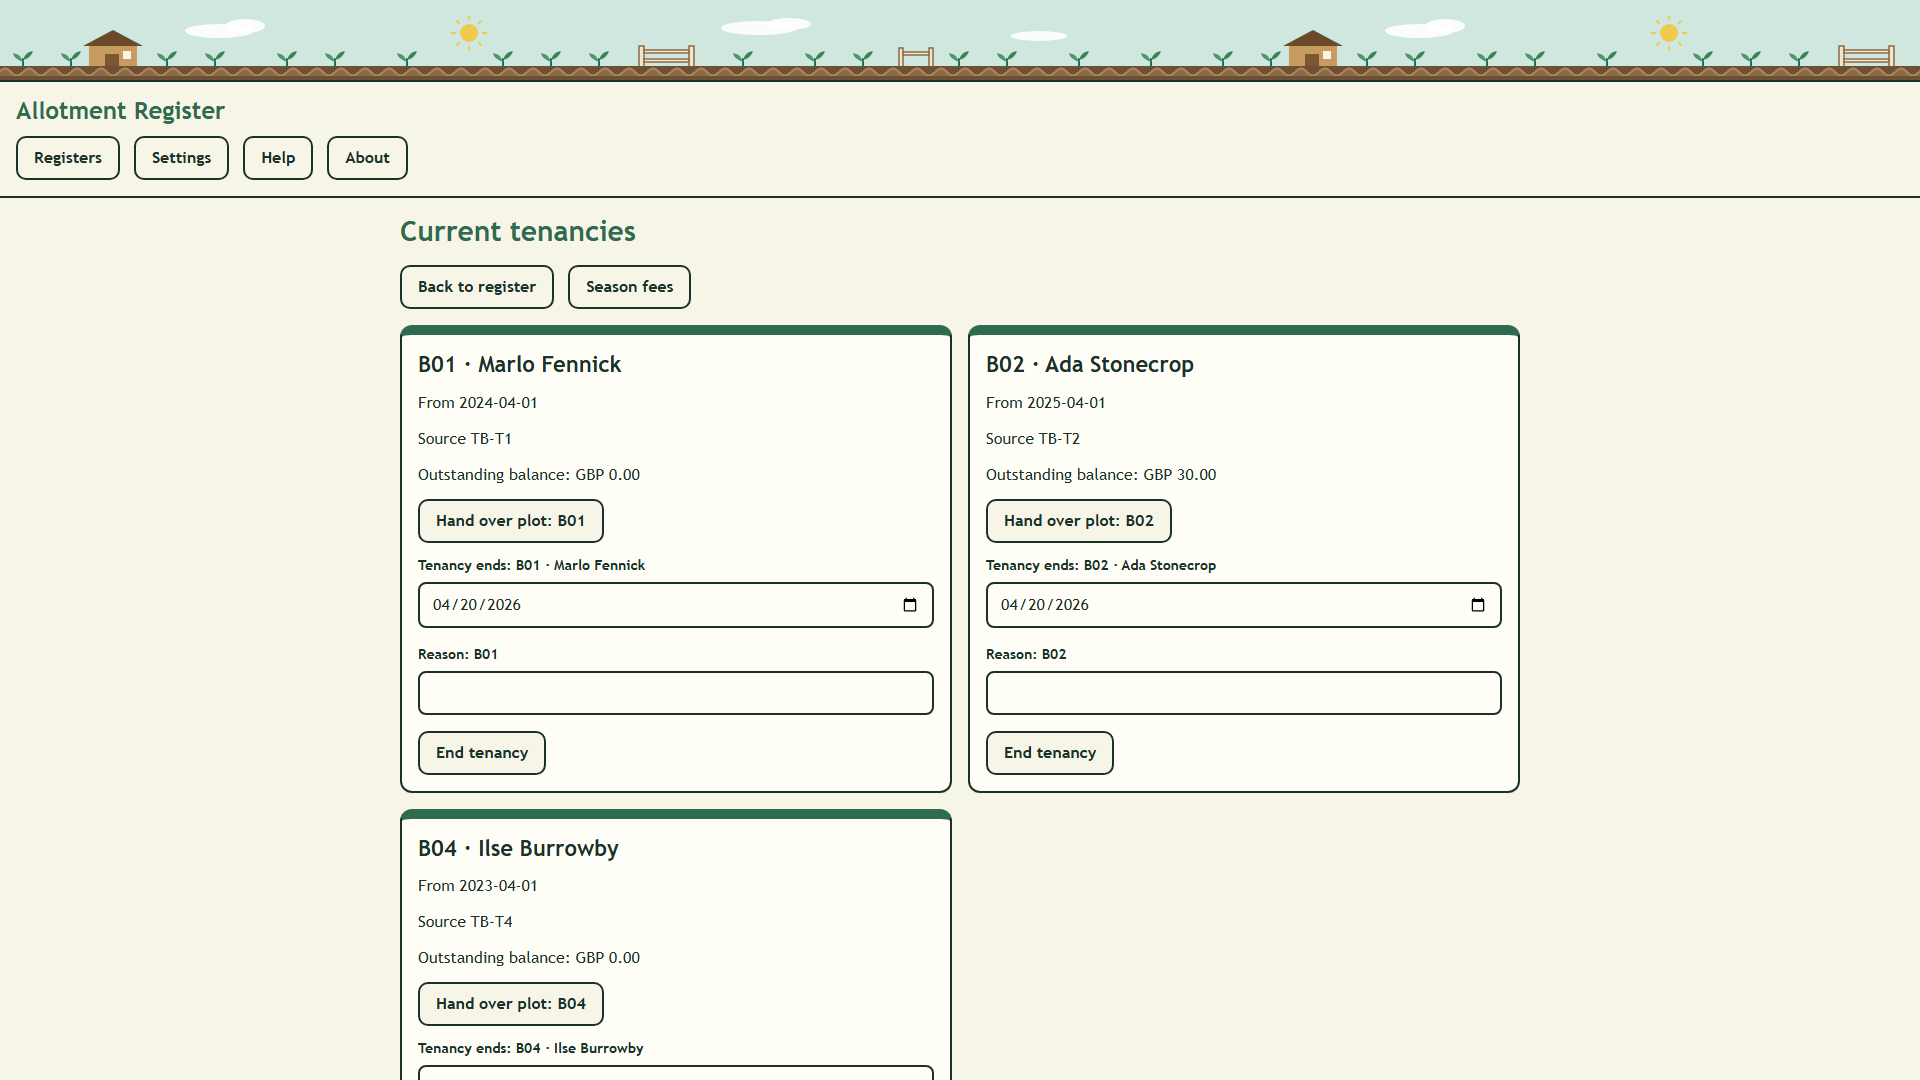 Allotment Register
Registers Settings Help About
Current tenancies
Back to register Season fees
B01 · Marlo Fennick
From 2024-04-01
Source TB-T1
Outstanding balance: GBP 0.00
Hand over plot: B01
Tenancy ends: B01 · Marlo Fennick
04/20/2026
Reason: B01
End tenancy
B02 · Ada Stonecrop
From 2025-04-01
Source TB-T2
Outstanding balance: GBP 30.00
Hand over plot: B02
Tenancy ends: B02 · Ada Stonecrop
04/20/2026
Reason: B02
End tenancy
B04 · Ilse Burrowby
From 2023-04-01
Source TB-T4
Outstanding balance: GBP 0.00
Hand over plot: B04
Tenancy ends: B04 · Ilse Burrowby